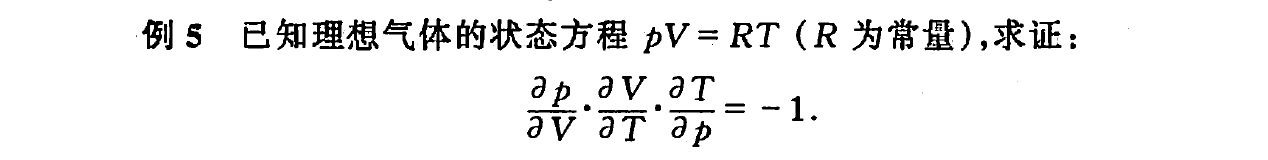 例 5 已知理想气体的状态方程 pV = RT (R 为常量),求证:
∂p/∂V · ∂V/∂T · ∂T/∂p = -1.